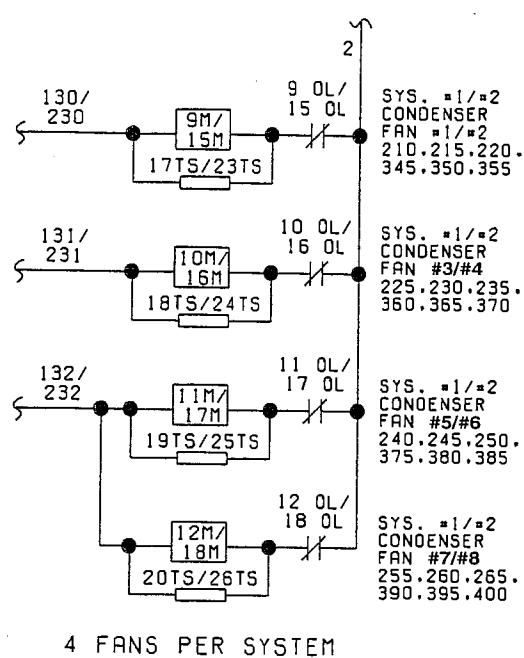 2
130/
230
9M/
15M
17TS/23TS
9 OL/
15 OL
SYS. #1/#2
CONDENSER
FAN #1/#2
210.215.220.
345.350.355
131/
231
10M/
16M
18TS/24TS
10 OL/
16 OL
SYS. #1/#2
CONDENSER
FAN #3/#4
225.230.235.
360.365.370
132/
232
11M/
17M
19TS/25TS
11 OL/
17 OL
SYS. #1/#2
CONDENSER
FAN #5/#6
240.245.250.
375.380.385
12M/
18M
20TS/26TS
12 OL/
18 OL
SYS. #1/#2
CONDENSER
FAN #7/#8
255.260.265.
390.395.400
4 FANS PER SYSTEM